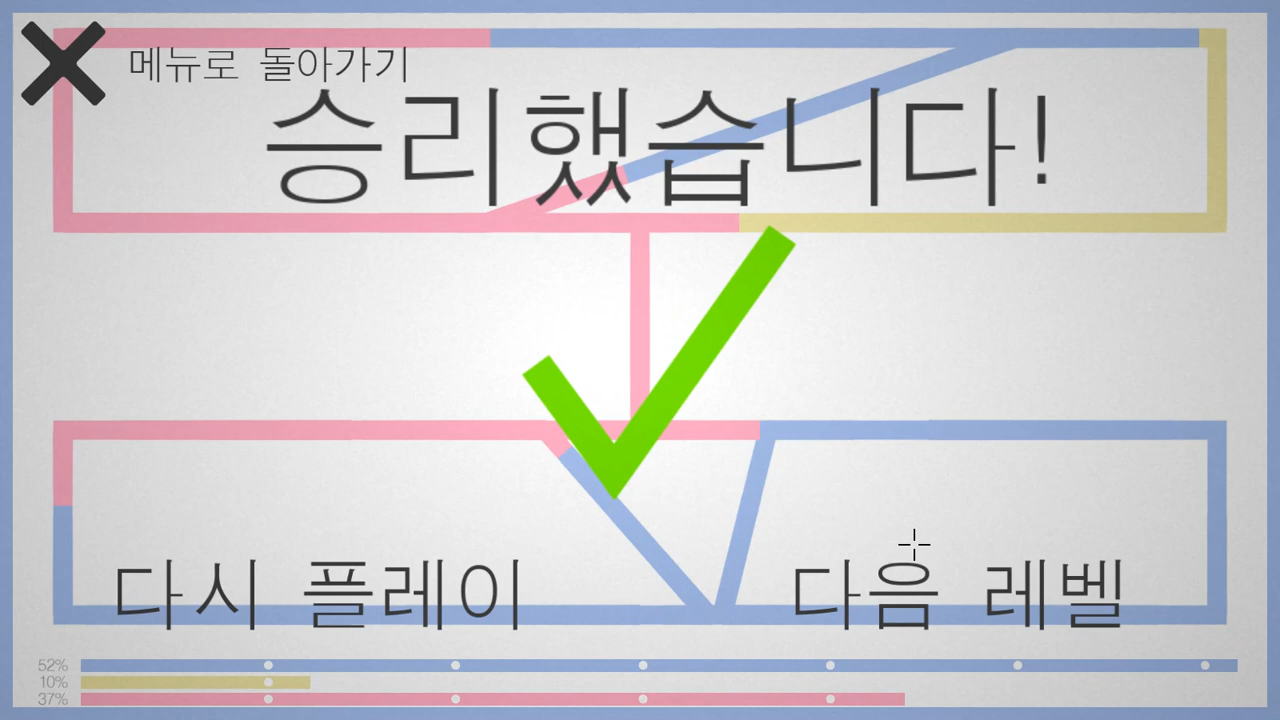 메뉴로 돌아가기
승리했습니다!
다시 플레이
다음 레벨
52%
10%
37%